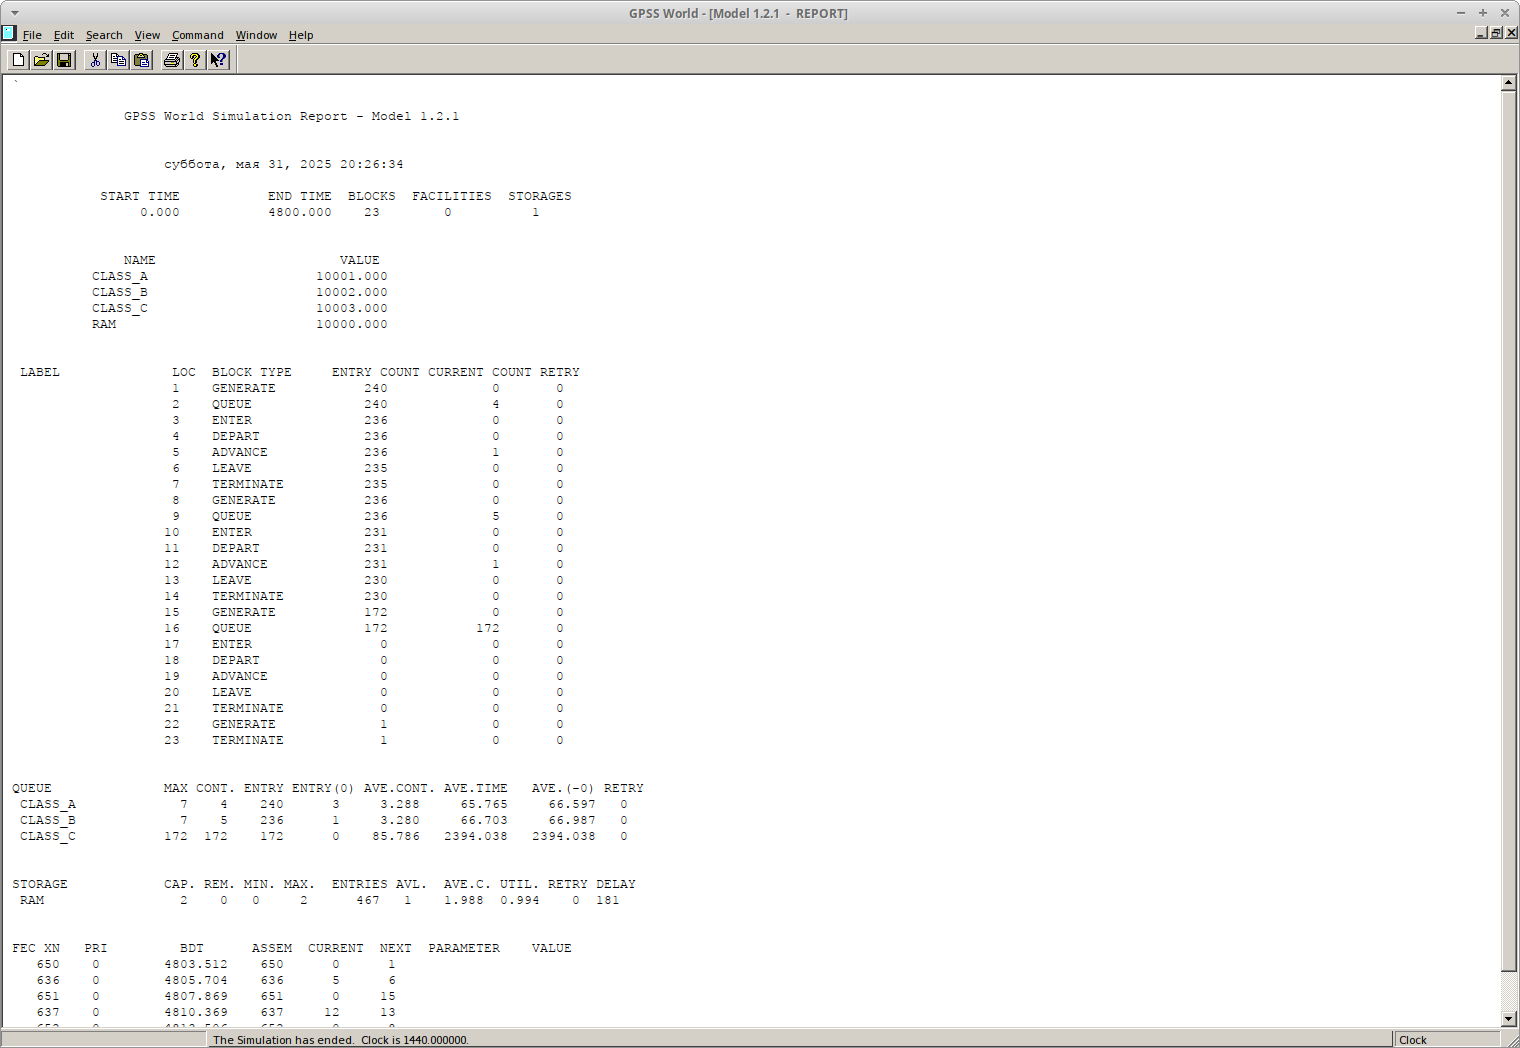 GPSS World - [Model 1.2.1 - REPORT]
File Edit Search View Command Window Help
`
GPSS World Simulation Report - Model 1.2.1
суббота, мая 31, 2025 20:26:34
START TIME END TIME BLOCKS FACILITIES STORAGES
0.000 4800.000 23 0 1
NAME VALUE
CLASS_A 10001.000
CLASS_B 10002.000
CLASS_C 10003.000
RAM 10000.000
LABEL LOC BLOCK TYPE ENTRY COUNT CURRENT COUNT RETRY
1 GENERATE 240 0 0
2 QUEUE 240 4 0
3 ENTER 236 0 0
4 DEPART 236 0 0
5 ADVANCE 236 1 0
6 LEAVE 235 0 0
7 TERMINATE 235 0 0
8 GENERATE 236 0 0
9 QUEUE 236 5 0
10 ENTER 231 0 0
11 DEPART 231 0 0
12 ADVANCE 231 1 0
13 LEAVE 230 0 0
14 TERMINATE 230 0 0
15 GENERATE 172 0 0
16 QUEUE 172 172 0
17 ENTER 0 0 0
18 DEPART 0 0 0
19 ADVANCE 0 0 0
20 LEAVE 0 0 0
21 TERMINATE 0 0 0
22 GENERATE 1 0 0
23 TERMINATE 1 0 0
QUEUE MAX CONT. ENTRY ENTRY(0) AVE.CONT. AVE.TIME AVE.(-0) RETRY
CLASS_A 7 4 240 3 3.288 65.765 66.597 0
CLASS_B 7 5 236 1 3.280 66.703 66.987 0
CLASS_C 172 172 172 0 85.786 2394.038 2394.038 0
STORAGE CAP. REM. MIN. MAX. ENTRIES AVL. AVE.C. UTIL. RETRY DELAY
RAM 2 0 0 2 467 1 1.988 0.994 0 181
FEC XN PRI BDT ASSEM CURRENT NEXT PARAMETER VALUE
650 0 4803.512 650 0 1
636 0 4805.704 636 5 6
651 0 4807.869 651 0 15
637 0 4810.369 637 12 13
The Simulation has ended. Clock is 1440.000000. Clock